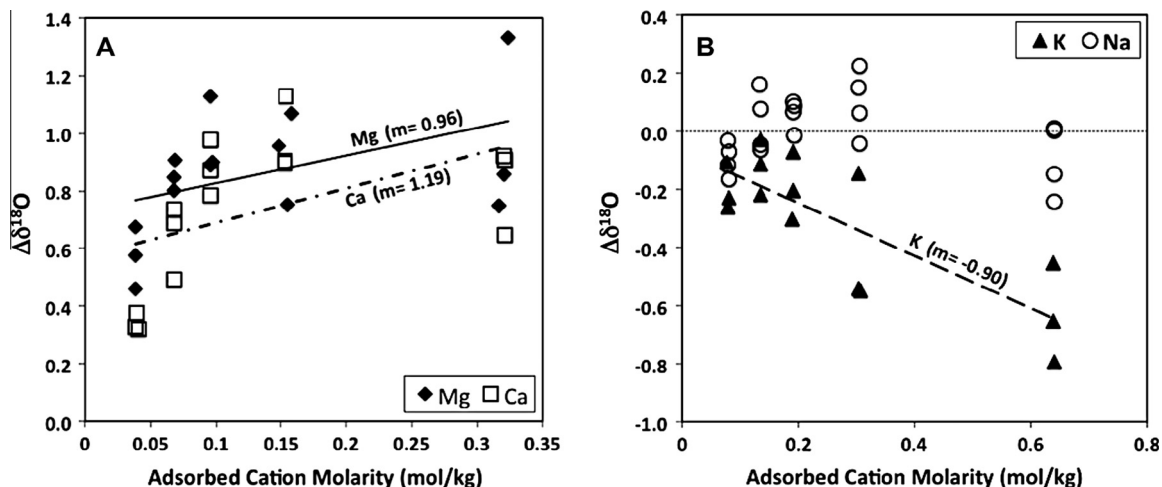 A
1.4
1.2
1.0
0.8
0.6
0.4
0.2
0.0
Δδ¹⁸O
Mg (m= 0.96)
Ca (m= 1.19)
Mg Ca
0 0.05 0.1 0.15 0.2 0.25 0.3 0.35
Adsorbed Cation Molarity (mol/kg)
B
K Na
0.4
0.2
0.0
-0.2
-0.4
-0.6
-0.8
-1.0
Δδ¹⁸O
K (m= -0.90)
0 0.2 0.4 0.6 0.8
Adsorbed Cation Molarity (mol/kg)